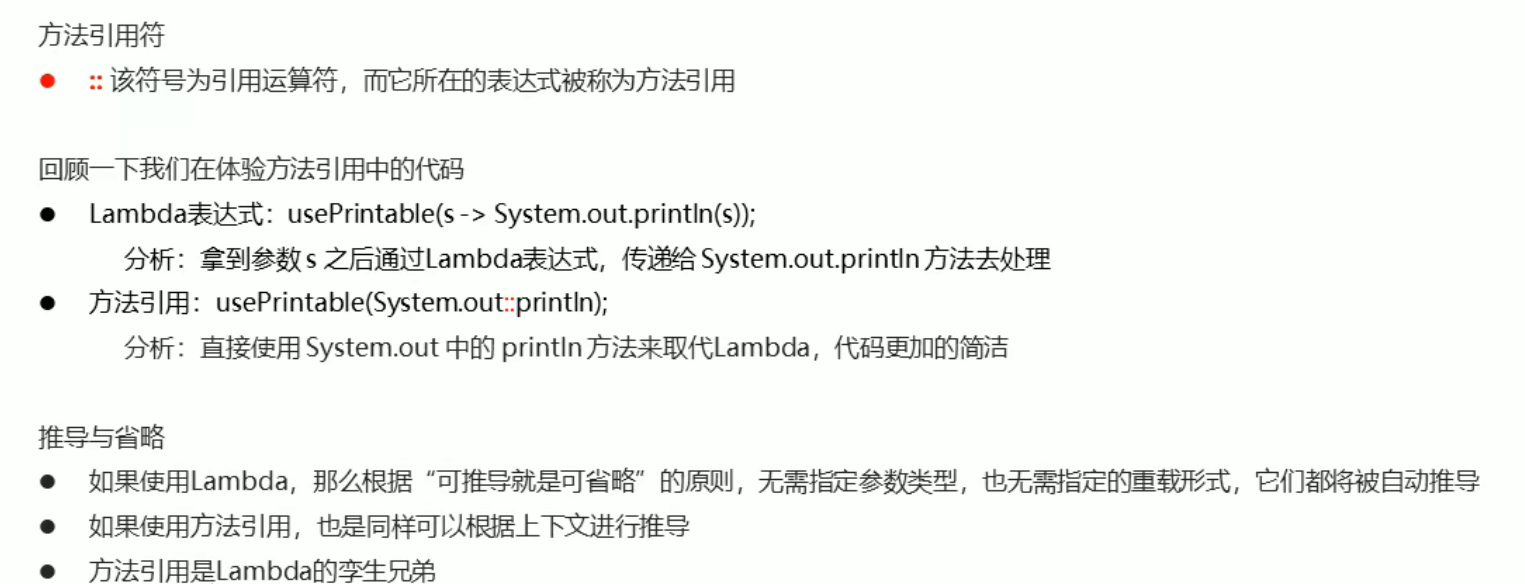 方法引用符
● :: 该符号为引用运算符，而它所在的表达式被称为方法引用
回顾一下我们在体验方法引用中的代码
● Lambda表达式：usePrintable(s -> System.out.println(s));
分析：拿到参数 s 之后通过Lambda表达式，传递给 System.out.println 方法去处理
● 方法引用：usePrintable(System.out::println);
分析：直接使用 System.out 中的 println 方法来取代Lambda，代码更加的简洁
推导与省略
● 如果使用Lambda，那么根据“可推导就是可省略”的原则，无需指定参数类型，也无需指定的重载形式，它们都将被自动推导
● 如果使用方法引用，也是同样可以根据上下文进行推导
● 方法引用是Lambda的孪生兄弟